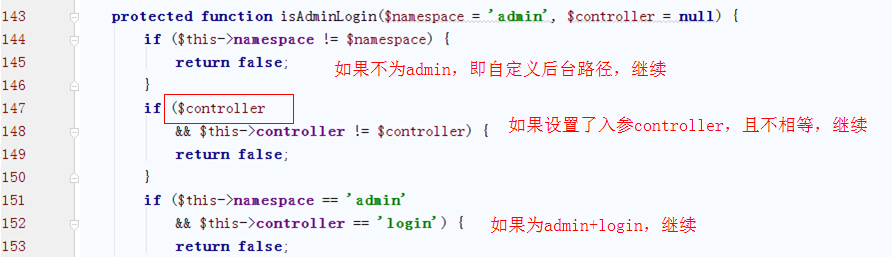 143 protected function isAdminLogin($namespace = 'admin', $controller = null) {
144 if ($this->namespace != $namespace) {
145 return false; 如果不为admin，即自定义后台路径，继续
146 }
147 if ($controller
148 && $this->controller != $controller) { 如果设置了入参controller，且不相等，继续
149 return false;
150 }
151 if ($this->namespace == 'admin'
152 && $this->controller == 'login') { 如果为admin+login，继续
153 return false;